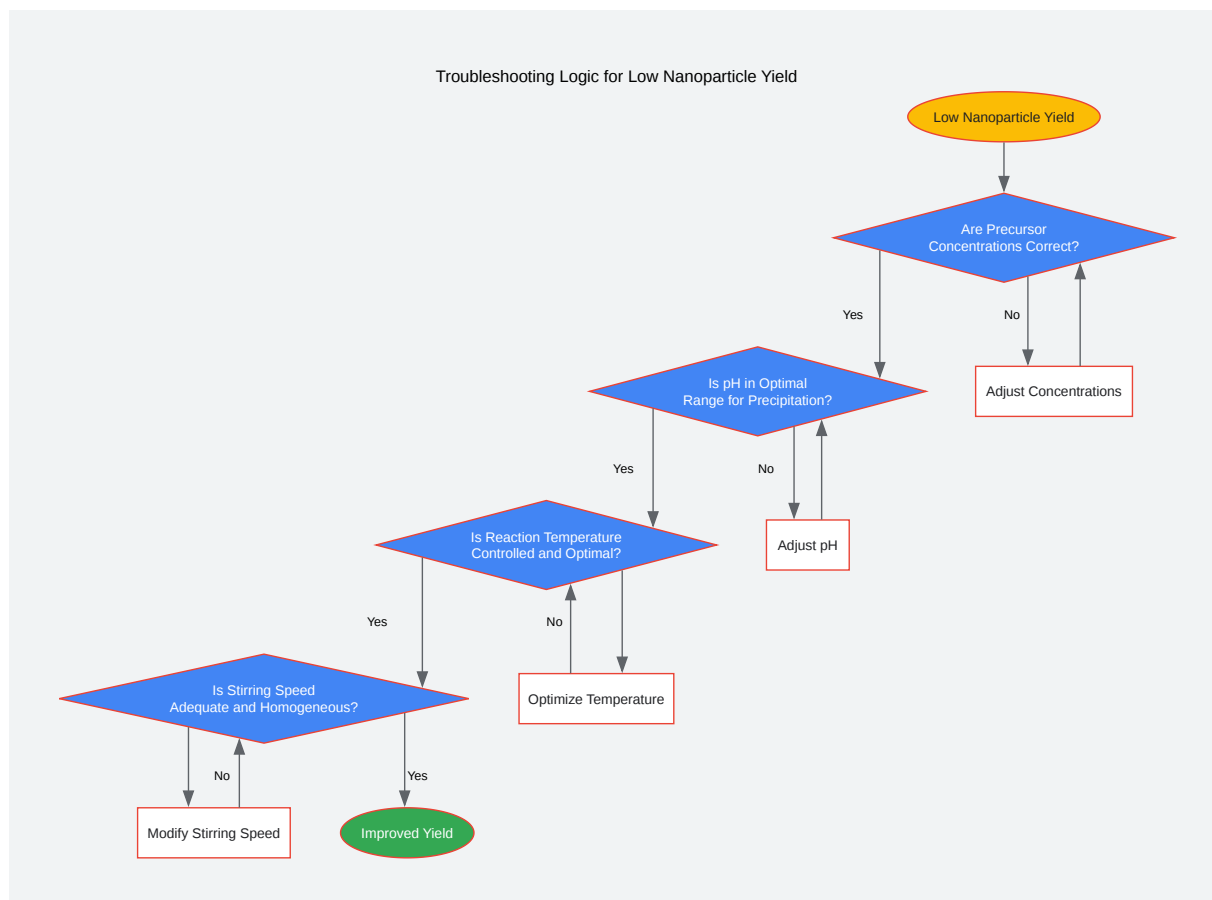 Troubleshooting Logic for Low Nanoparticle Yield
Low Nanoparticle Yield
Are Precursor
Concentrations Correct?
Yes
No
Adjust Concentrations
Is pH in Optimal
Range for Precipitation?
Yes
No
Adjust pH
Is Reaction Temperature
Controlled and Optimal?
Yes
No
Optimize Temperature
Is Stirring Speed
Adequate and Homogeneous?
No
Yes
Modify Stirring Speed
Improved Yield